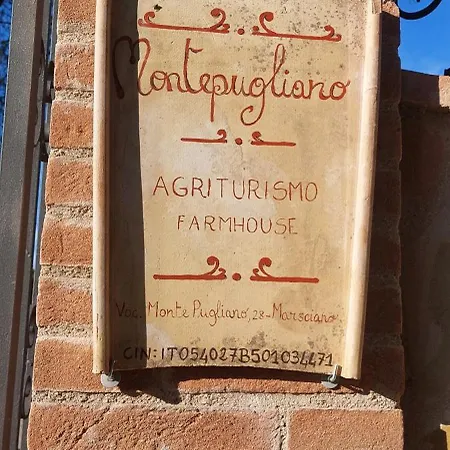 Montepugliano
AGRITURISMO
FARMHOUSE
Voc. Monte Pugliano, 28-Marsciano
CIN: IT054027B501034471